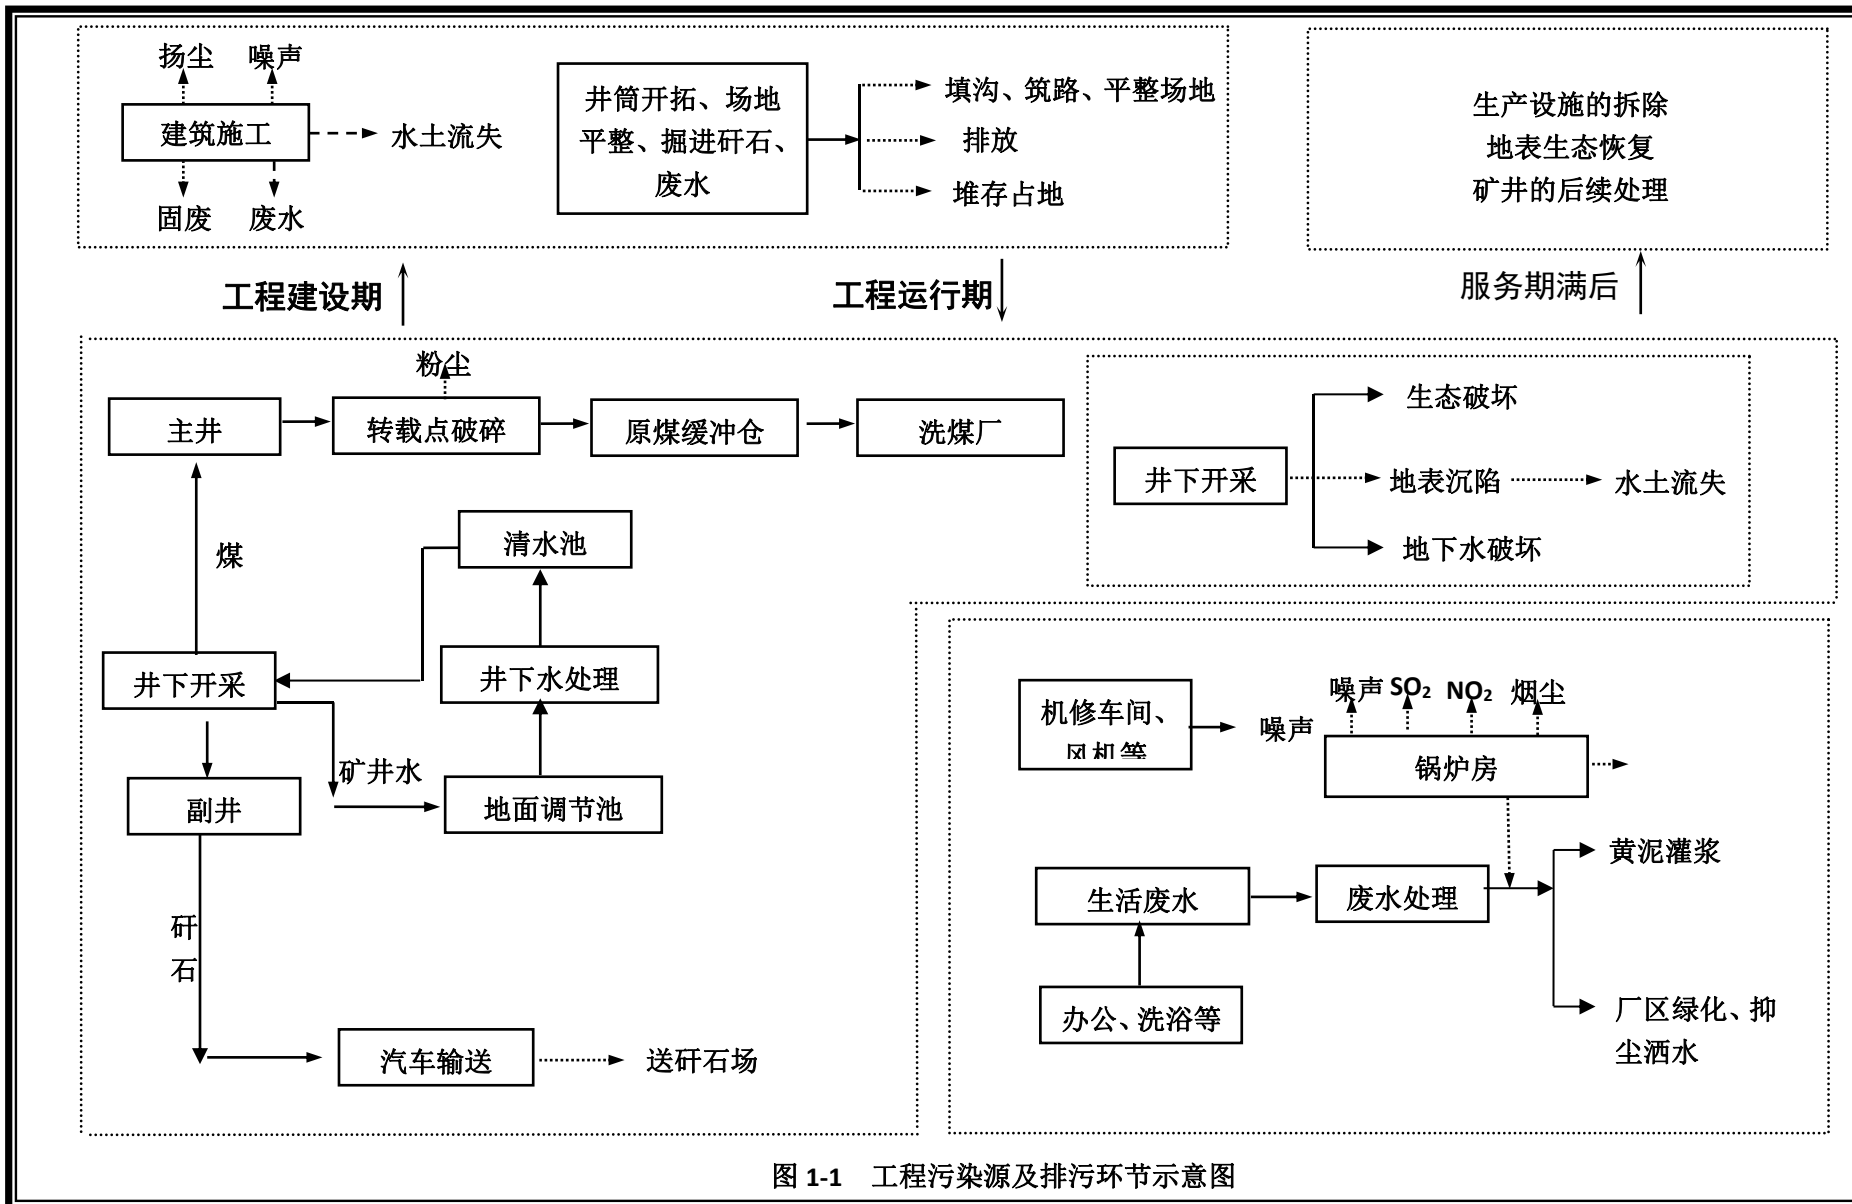 扬尘
噪声
建筑施工
水土流失
固废
废水
井筒开拓、场地
平整、掘进矸石、
废水
填沟、筑路、平整场地
排放
堆存占地
生产设施的拆除
地表生态恢复
矿井的后续处理
工程建设期
工程运行期
服务期满后
粉尘
主井
转载点破碎
原煤缓冲仓
洗煤厂
煤
清水池
井下开采
井下水处理
矿井水
副井
地面调节池
矸
石
汽车输送
送矸石场
井下开采
生态破坏
地表沉陷
水土流失
地下水破坏
机修车间、
风机等
噪声
噪声
SO₂
NO₂
烟尘
锅炉房
生活废水
废水处理
黄泥灌浆
办公、洗浴等
厂区绿化、抑
尘洒水
图 1-1 工程污染源及排污环节示意图